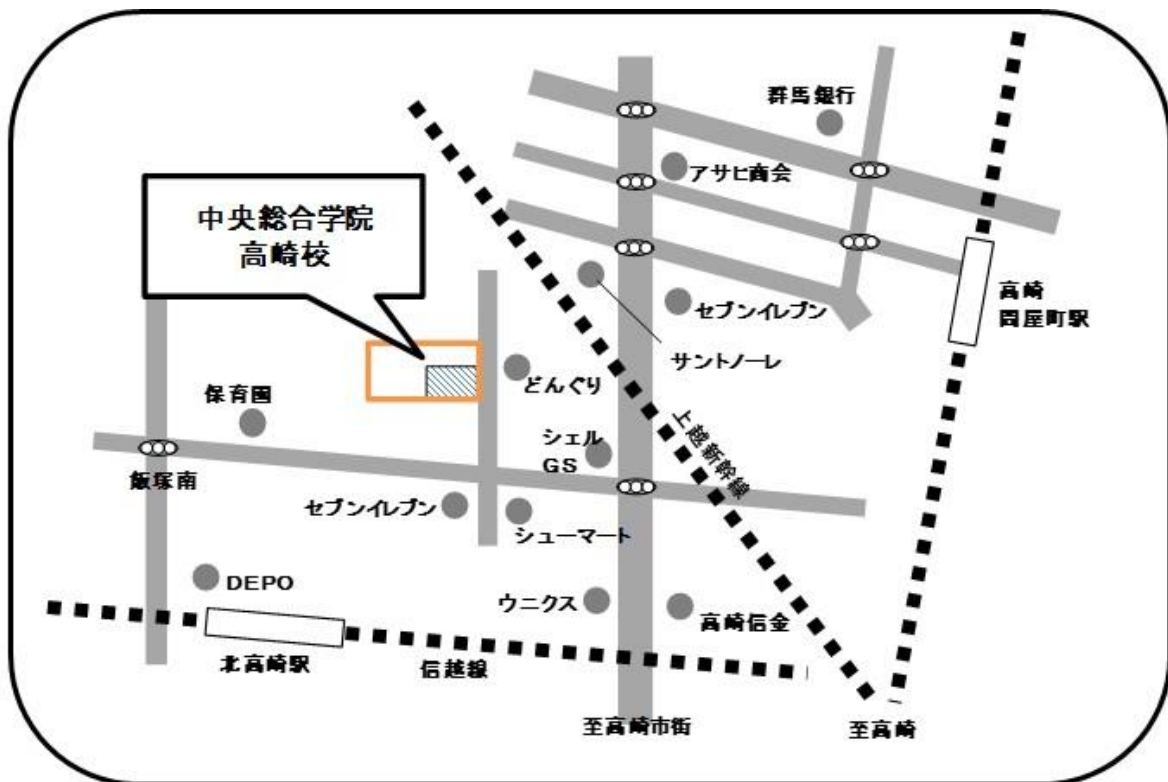 群馬銀行
アサヒ商会
中央総合学院
高崎校
高崎
問屋町駅
セブンイレブン
サントノーレ
どんぐり
保育園
上越新幹線
シェル
GS
飯塚南
セブンイレブン
シューマート
DEPO
ウニクス
高崎信金
北高崎駅
信越線
至高崎市街
至高崎